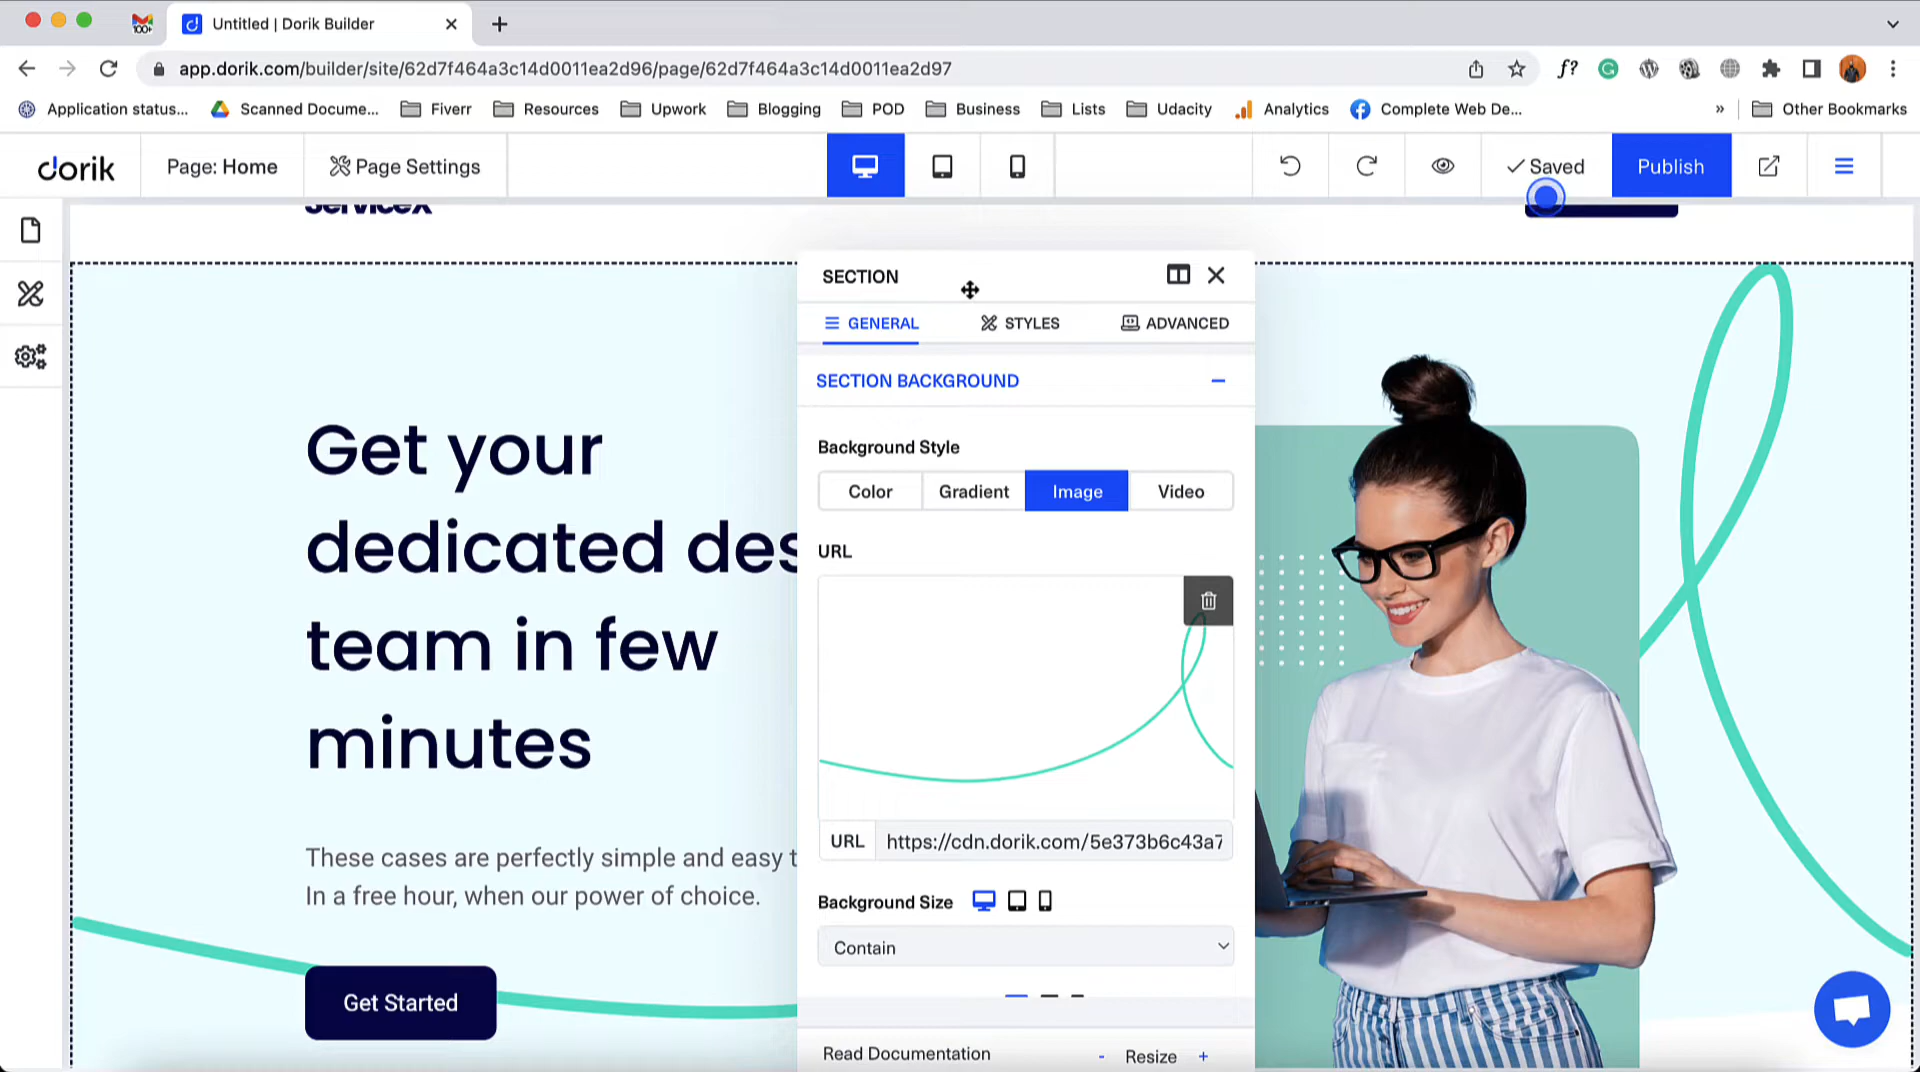 100+
Untitled | Dorik Builder
app.dorik.com/builder/site/62d7f464a3c14d0011ea2d96/page/62d7f464a3c14d0011ea2d97
f?
Application status...
Scanned Docume...
Fiverr
Resources
Upwork
Blogging
POD
Business
Lists
Udacity
Analytics
Complete Web De...
»
Other Bookmarks
dorik
Page: Home
Page Settings
Saved
Publish
ServiceX
SECTION
GENERAL
STYLES
ADVANCED
SECTION BACKGROUND
Background Style
Color
Gradient
Image
Video
URL
URL
https://cdn.dorik.com/5e373b6c43a7
Background Size
Contain
Read Documentation
- Resize +
Get your
dedicated des
team in few
minutes
These cases are perfectly simple and easy t
In a free hour, when our power of choice.
Get Started